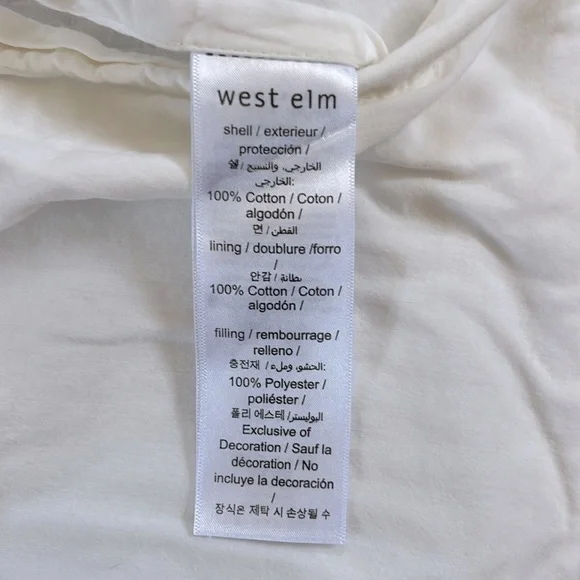 west elm
shell / exterieur /
protección /
쉘 / الخارجي، والنسيج
الخارجي:
100% Cotton / Coton /
algodón /
면 / القطن
lining / doublure /forro
/
안감 / بطانة
100% Cotton / Coton /
algodón /
filling / rembourrage /
relleno /
충전재 / الحشو، وملء:
100% Polyester /
poliéster /
폴리 에스테 /البوليستر
Exclusive of
Decoration / Sauf la
décoration / No
incluye la decoración
/
장식은 제탁 시 손상될 수